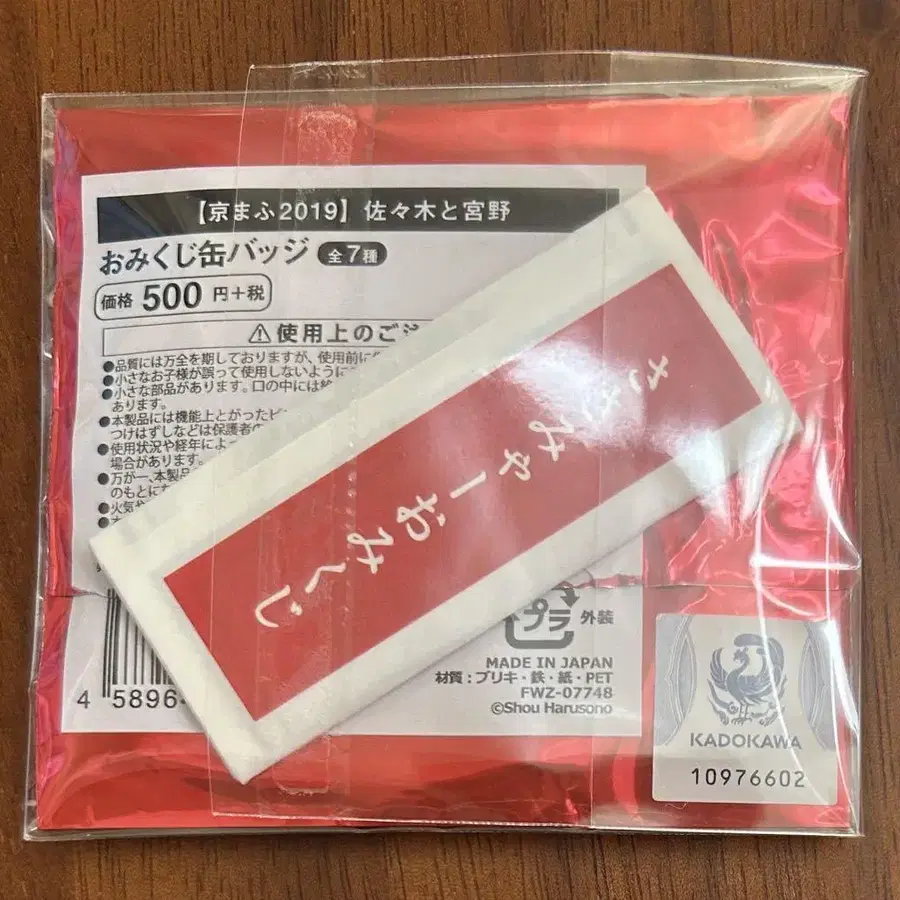 【京まふ2019】佐々木と宮野
おみくじ缶バッジ 全7種
価格 500 円+税
⚠使用上のご注
●品質には万全を期しておりますが、使用前に
●小さなお子様が誤って使用しないように
●小さな部品があります。口の中には
あります。
●本製品には機能上とがったピ
つけはずしなどは保護者の
●使用状況や経年によっ
場合があります。
●万が一、本製品
のもとに
●火気
ささみゃーおみくじ
プラ 外装
MADE IN JAPAN
材質:ブリキ・鉄・紙・PET
FWZ-07748
©Shou Harusono
4 5896
KADOKAWA
10976602